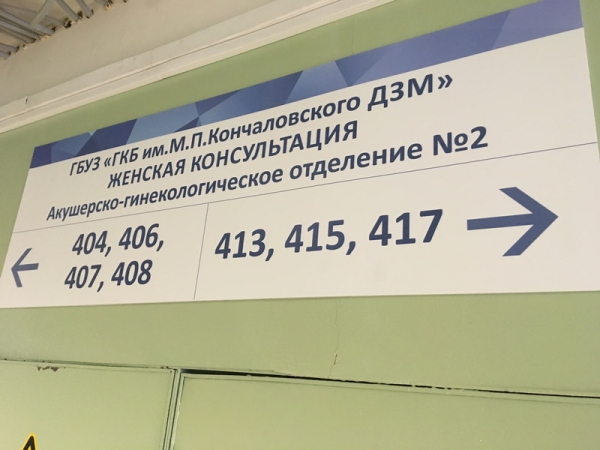 ГБУЗ «ГКБ им.М.П.Кончаловского ДЗМ»
ЖЕНСКАЯ КОНСУЛЬТАЦИЯ
Акушерско-гинекологическое отделение №2
404, 406,
407, 408
413, 415, 417